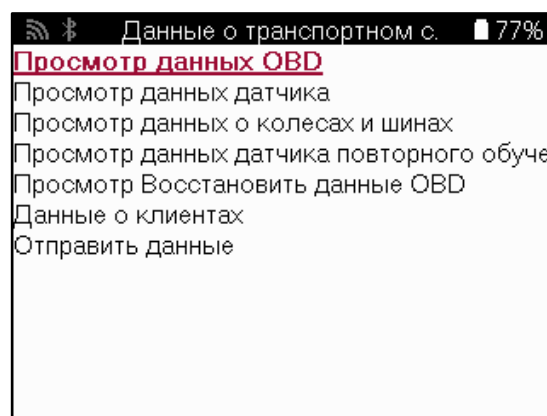 Данные о транспортном с. 77%
Просмотр данных OBD
Просмотр данных датчика
Просмотр данных о колесах и шинах
Просмотр данных датчика повторного обуче
Просмотр Восстановить данные OBD
Данные о клиентах
Отправить данные